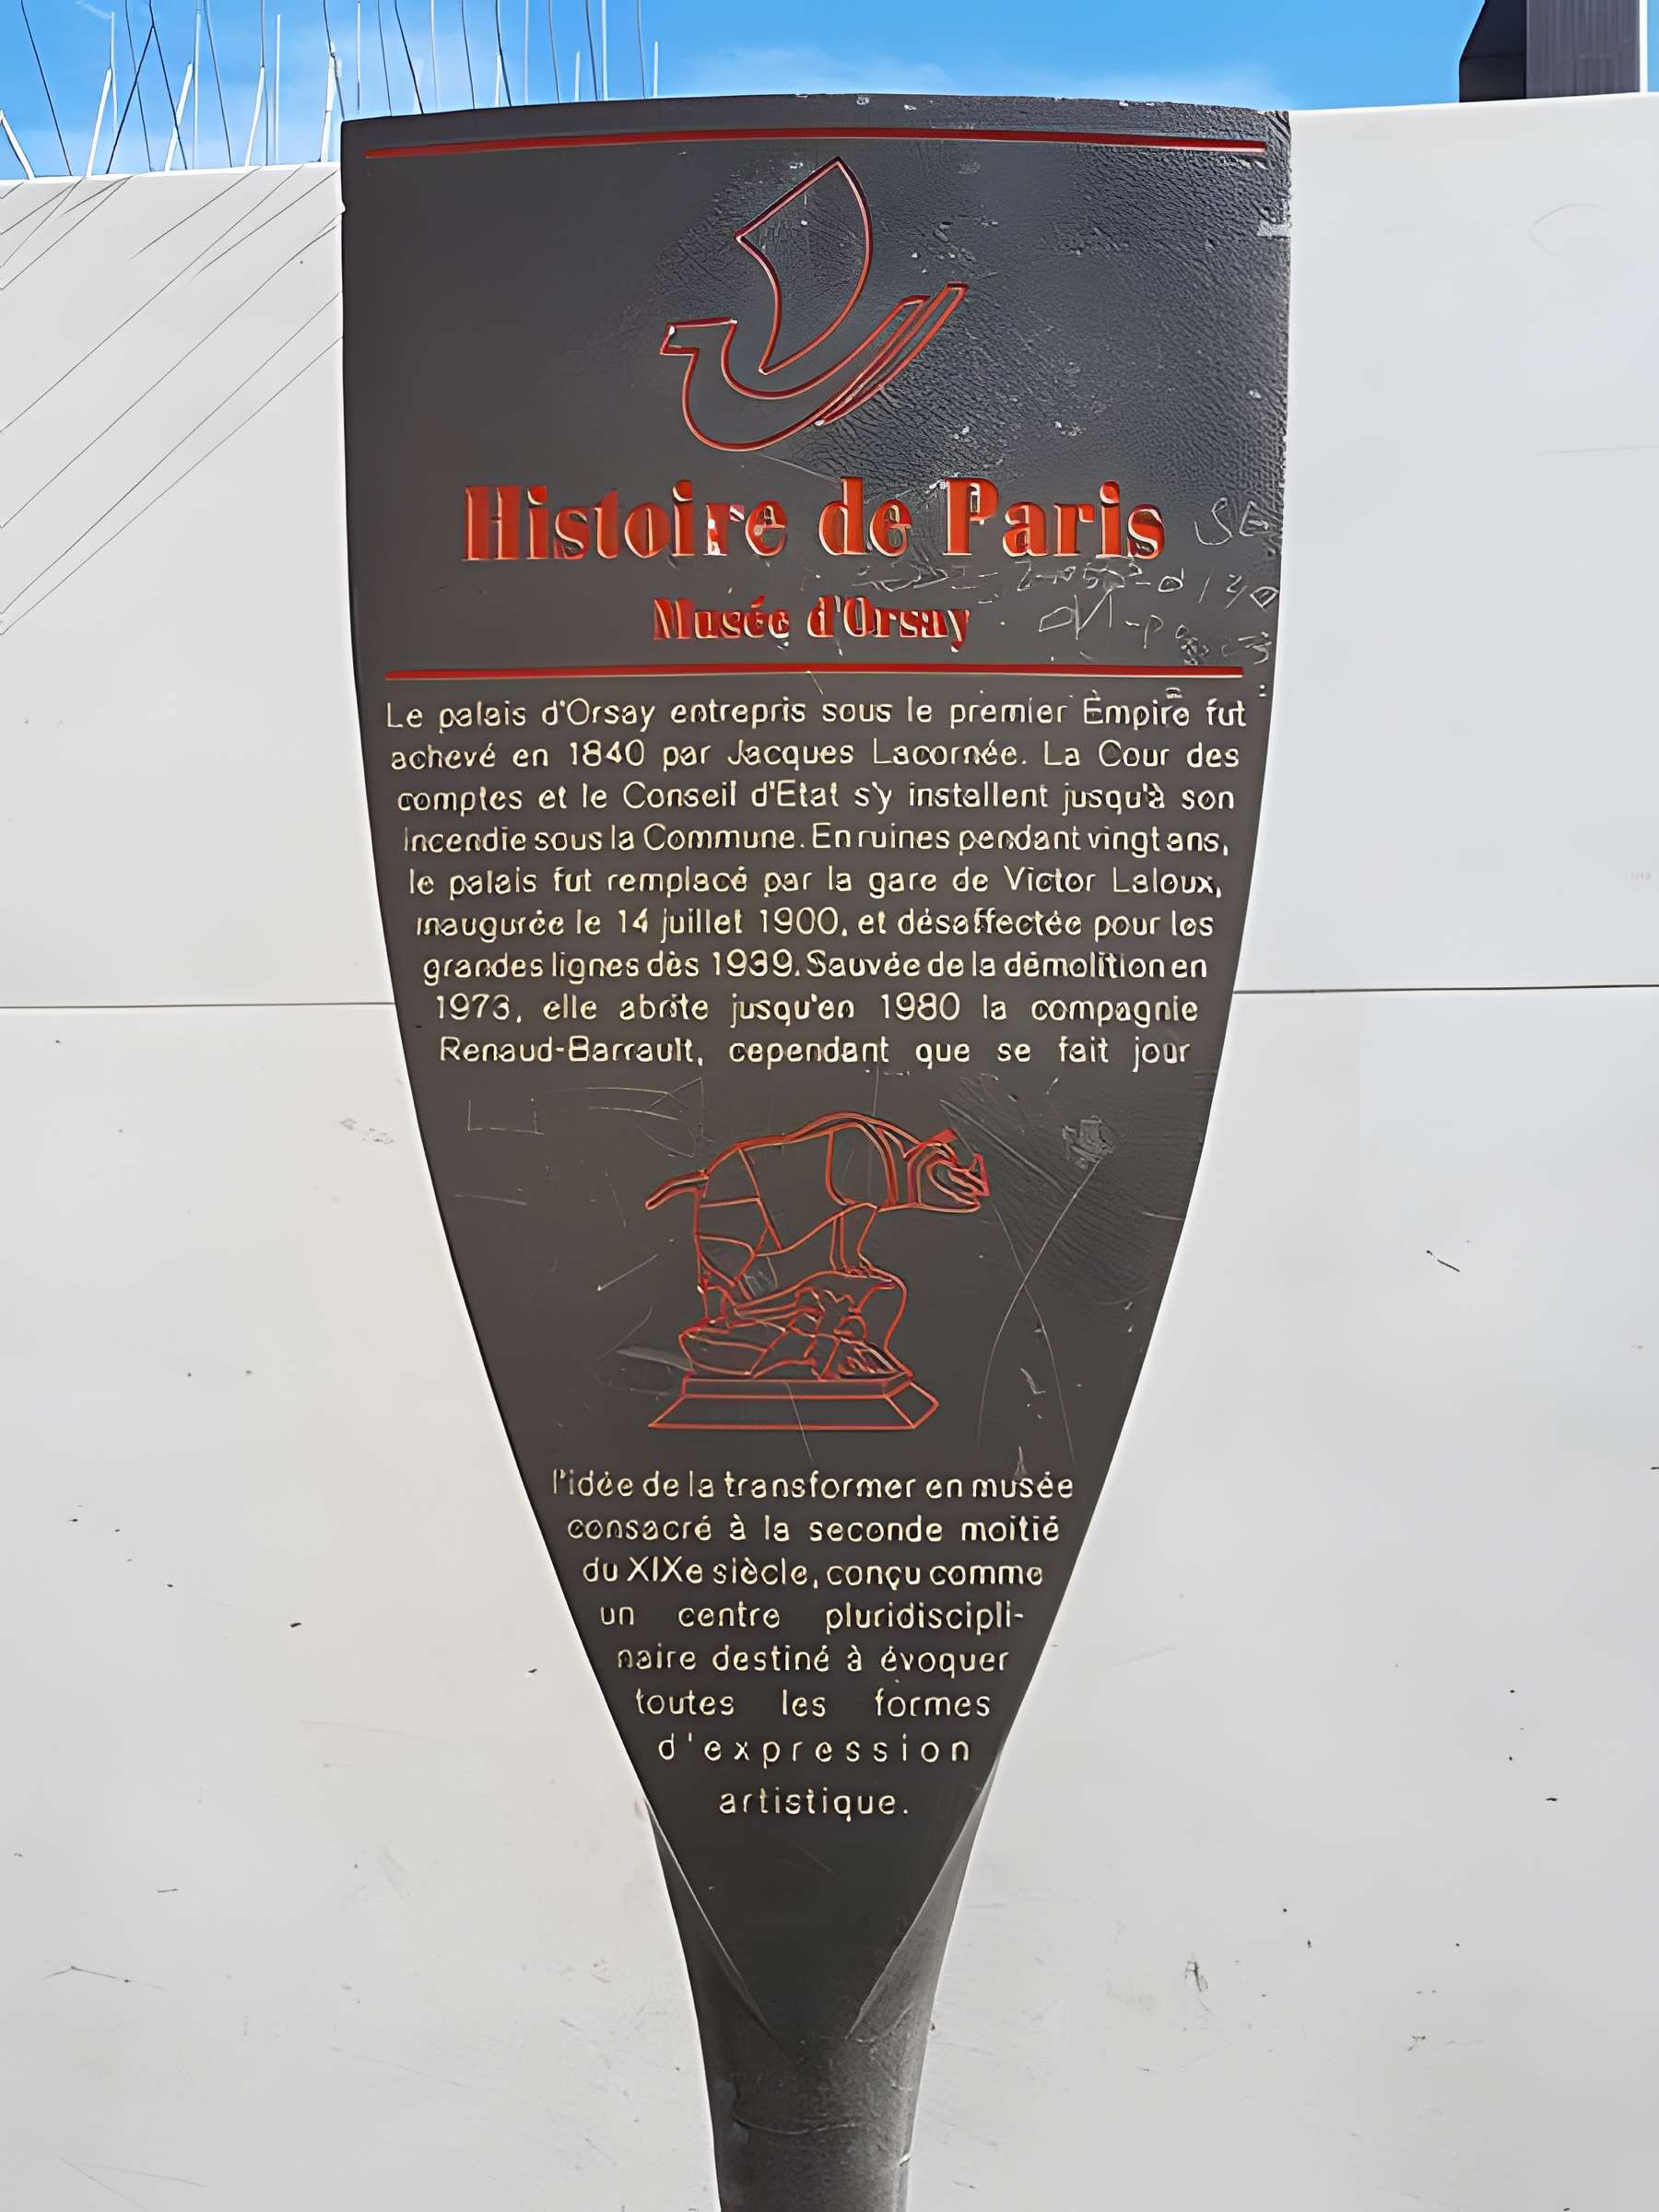 Histoire de Paris
Musée d'Orsay
Le palais d'Orsay entrepris sous le premier Empire fut
achevé en 1840 par Jacques Lacornée. La Cour des
comptes et le Conseil d'Etat s'y installent jusqu'à son
incendie sous la Commune. En ruines pendant vingt ans,
le palais fut remplacé par la gare de Victor Laloux,
inaugurée le 14 juillet 1900, et désaffectée pour les
grandes lignes dès 1939. Sauvée de la démolition en
1973, elle abrite jusqu'en 1980 la compagnie
Renaud-Barrault, cependant que se fait jour
l'idée de la transformer en musée
consacré à la seconde moitié
du XIXe siècle, conçu comme
un centre pluridiscipli-
naire destiné à évoquer
toutes les formes
d'expression
artistique.